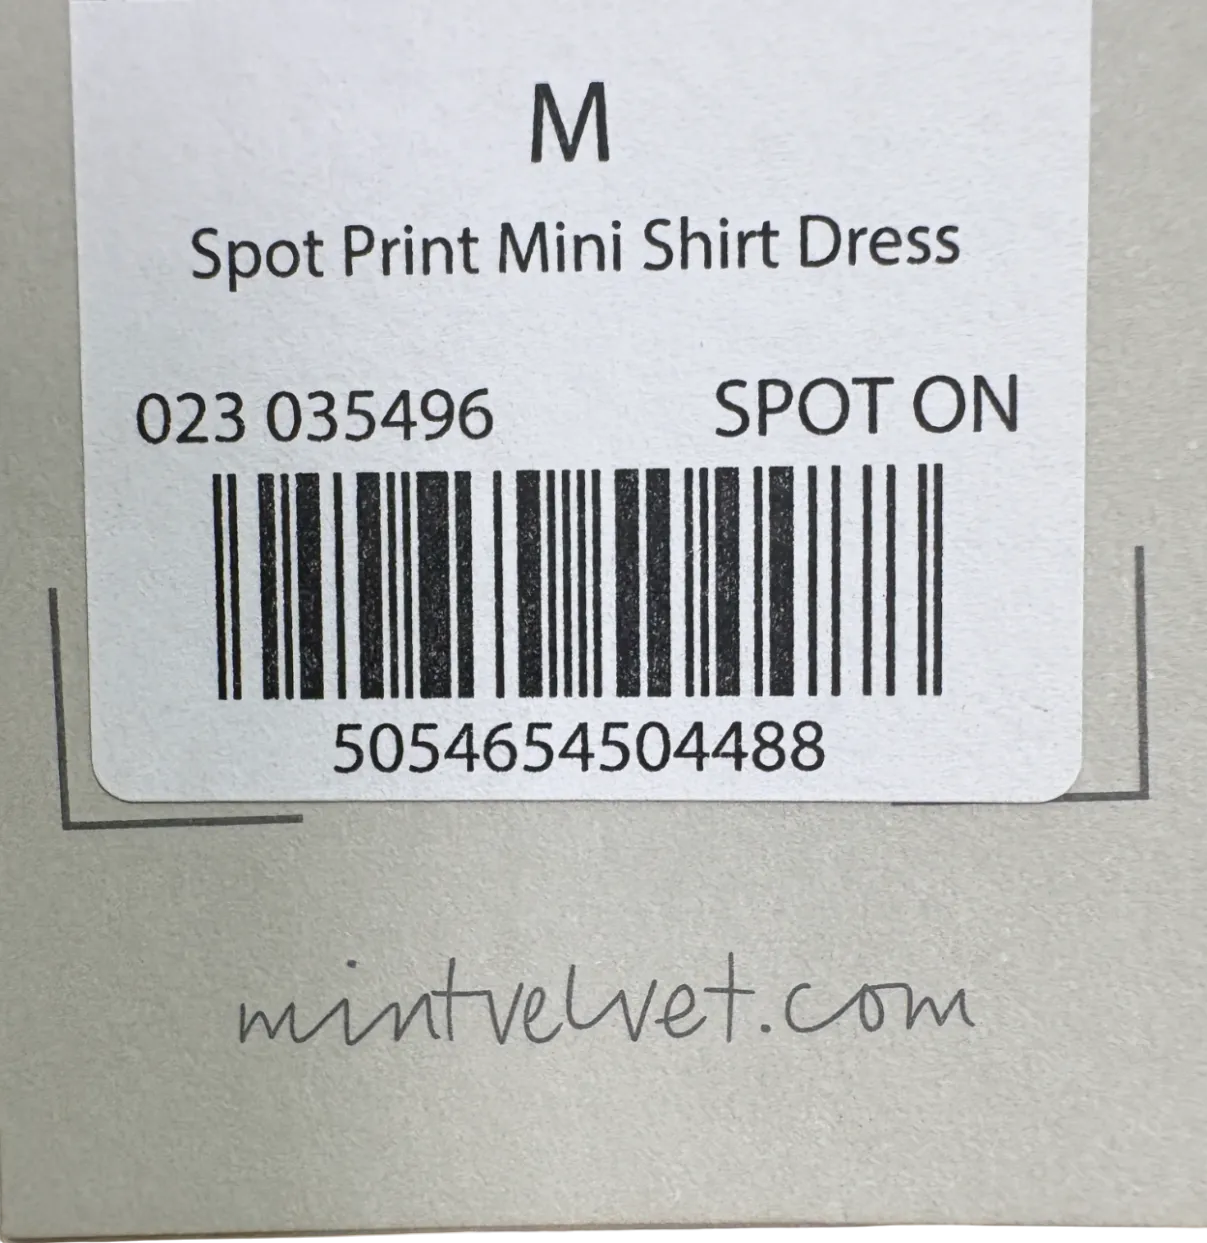 M
Spot Print Mini Shirt Dress
023 035496 SPOT ON
5054654504488
mintvelvet.com